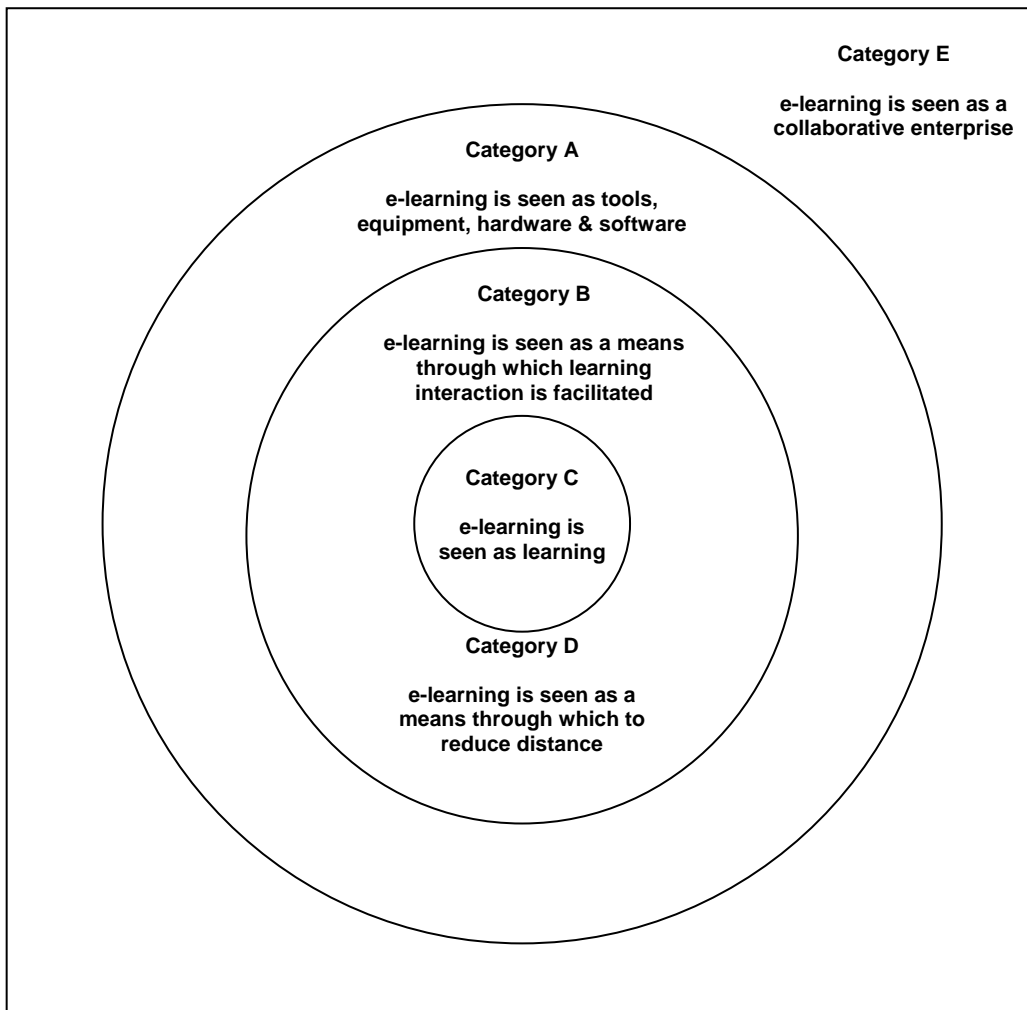 Category E
e-learning is seen as a
collaborative enterprise
Category A
e-learning is seen as tools,
equipment, hardware & software
Category B
e-learning is seen as a means
through which learning
interaction is facilitated
Category C
e-learning is
seen as learning
Category D
e-learning is seen as a
means through which to
reduce distance